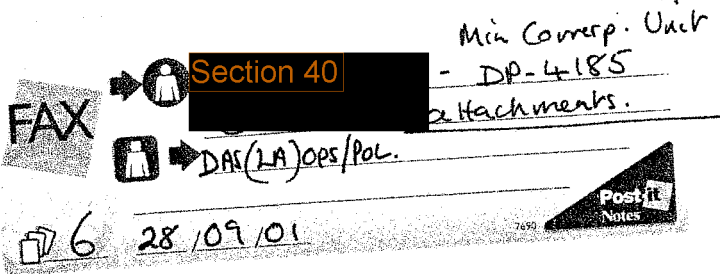 Min Corresp. Unit
Section 40 - DP-4185
attachments.
FAX
DAS(LA)OPS/POL.
Post it
Notes
7690
6 28/09/01